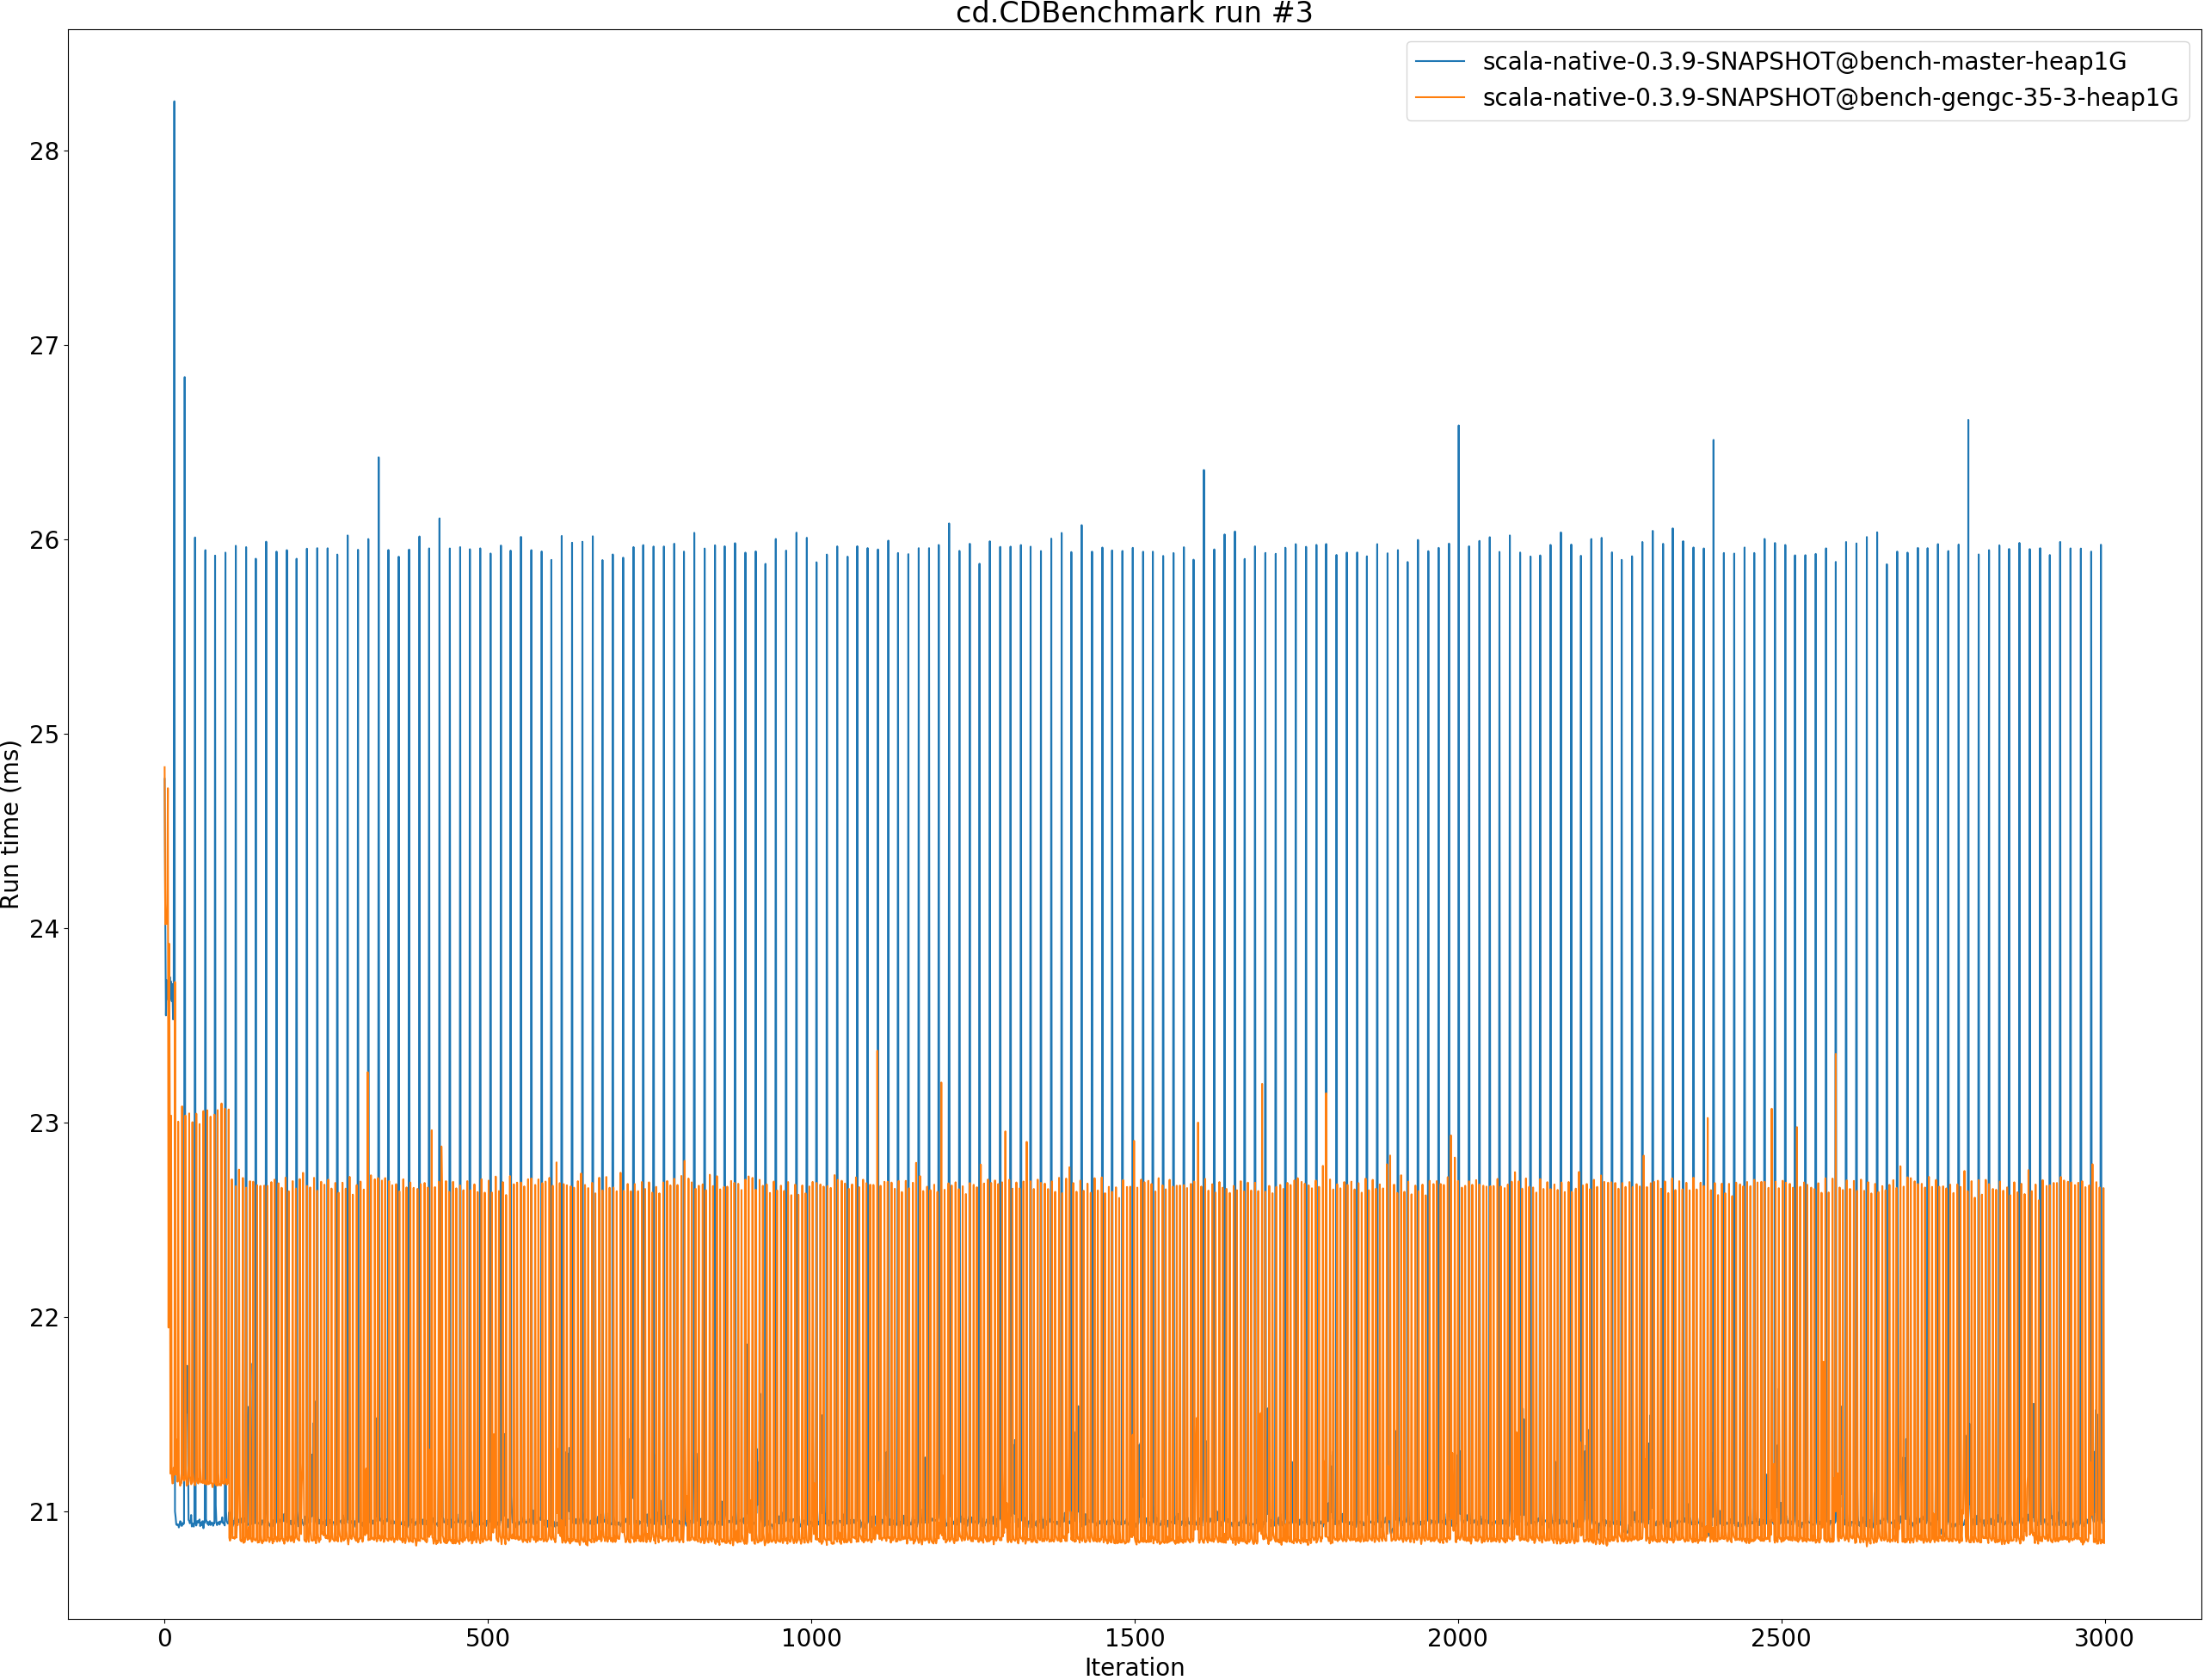 cd.CDBenchmark run #3
scala-native-0.3.9-SNAPSHOT@bench-master-heap1G
scala-native-0.3.9-SNAPSHOT@bench-gengc-35-3-heap1G
Run time (ms)
28
27
26
25
24
23
22
21
0 500 1000 1500 2000 2500 3000
Iteration